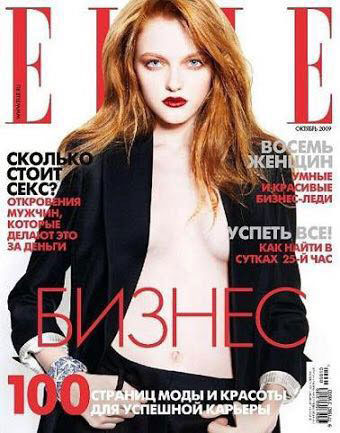 ELLE
WWW.ELLE.RU
ОКТЯБРЬ 2009
СКОЛЬКО
СТОИТ
СЕКС?
ОТКРОВЕНИЯ
МУЖЧИН,
КОТОРЫЕ
ДЕЛАЮТ ЭТО
ЗА ДЕНЬГИ
ВОСЕМЬ
ЖЕНЩИН
УМНЫЕ
И КРАСИВЫЕ
БИЗНЕС-ЛЕДИ
УСПЕТЬ ВСЕ!
КАК НАЙТИ В
СУТКАХ 25-Й ЧАС
БИЗНЕС
100 СТРАНИЦ МОДЫ И КРАСОТЫ
ДЛЯ УСПЕШНОЙ КАРЬЕРЫ